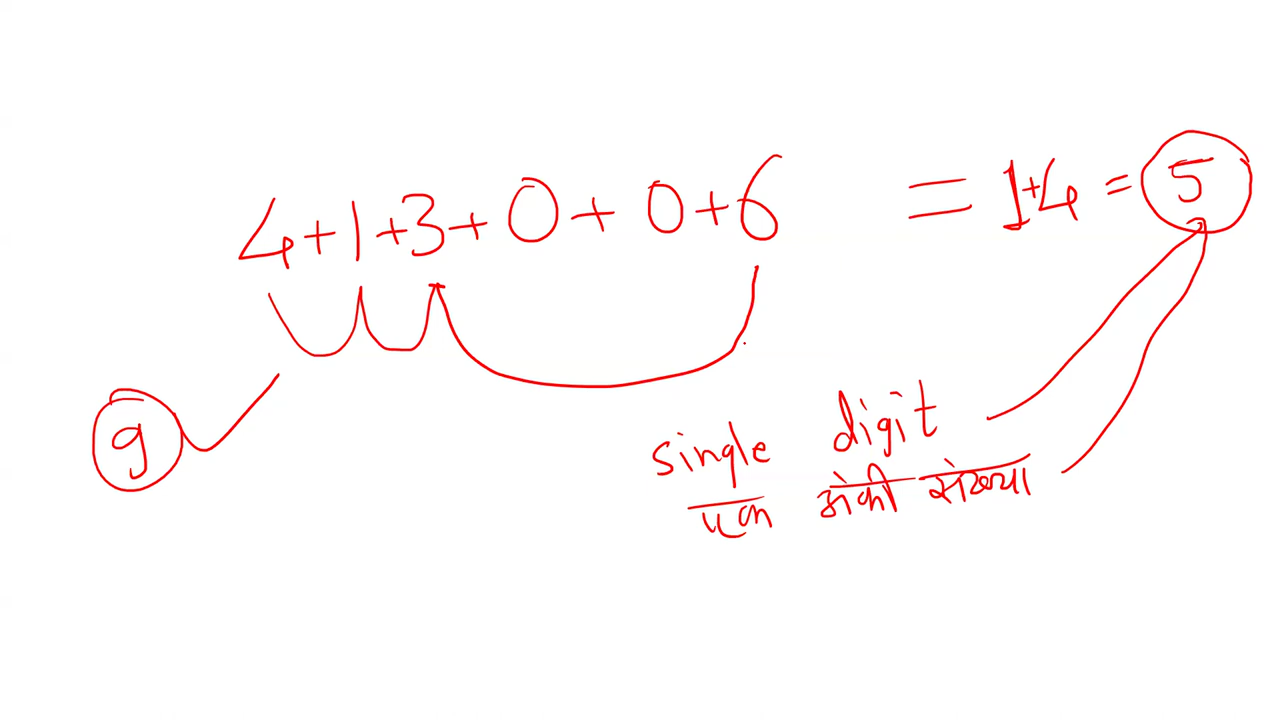 4+1+3+0+0+6 = 1+4 = 5
9
single digit
एक अंकी संख्या